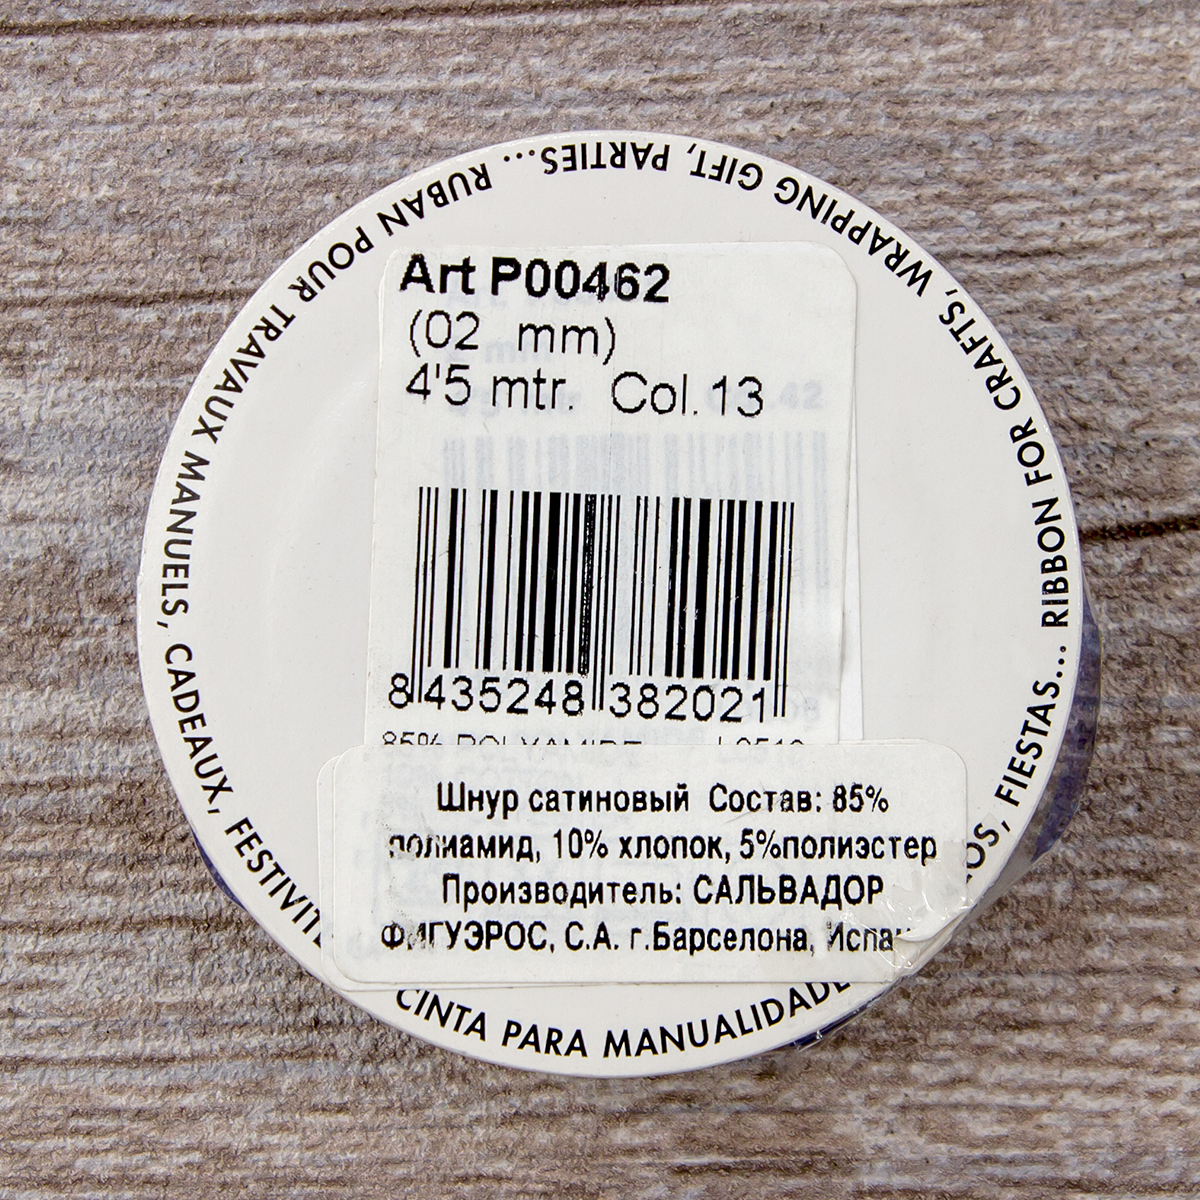 Art P00462
(02 mm)
4'5 mtr. Col.13
8 435248 382021
85% POLYAMIDE
Шнур сатиновый Состав: 85%
полиамид, 10% хлопок, 5%полиэстер
Производитель: САЛЬВАДОР
ФИГУЭРОС, С.А. г.Барселона,
RUBAN POUR TRAVAUX MANUELS, CADEAUX,
CINTA PARA
FIESTAS...
RIBBON FOR CRAFTS, WRAPPING GIFT, PARTIES...